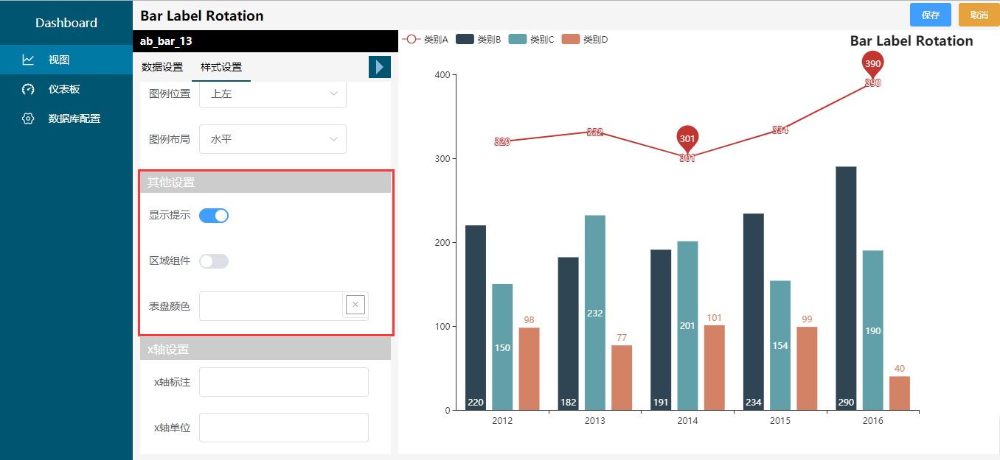 Dashboard
视图
仪表板
数据库配置
Bar Label Rotation
保存
取消
ab_bar_13
数据设置
样式设置
图例位置
上左
图例布局
水平
其他设置
显示提示
区域组件
表盘颜色
x轴设置
x轴标注
x轴单位
类别A
类别B
类别C
类别D
Bar Label Rotation
400
300
200
100
0
320
332
301
301
334
390
390
220
150
98
182
232
77
191
201
101
234
154
99
290
190
40
2012
2013
2014
2015
2016